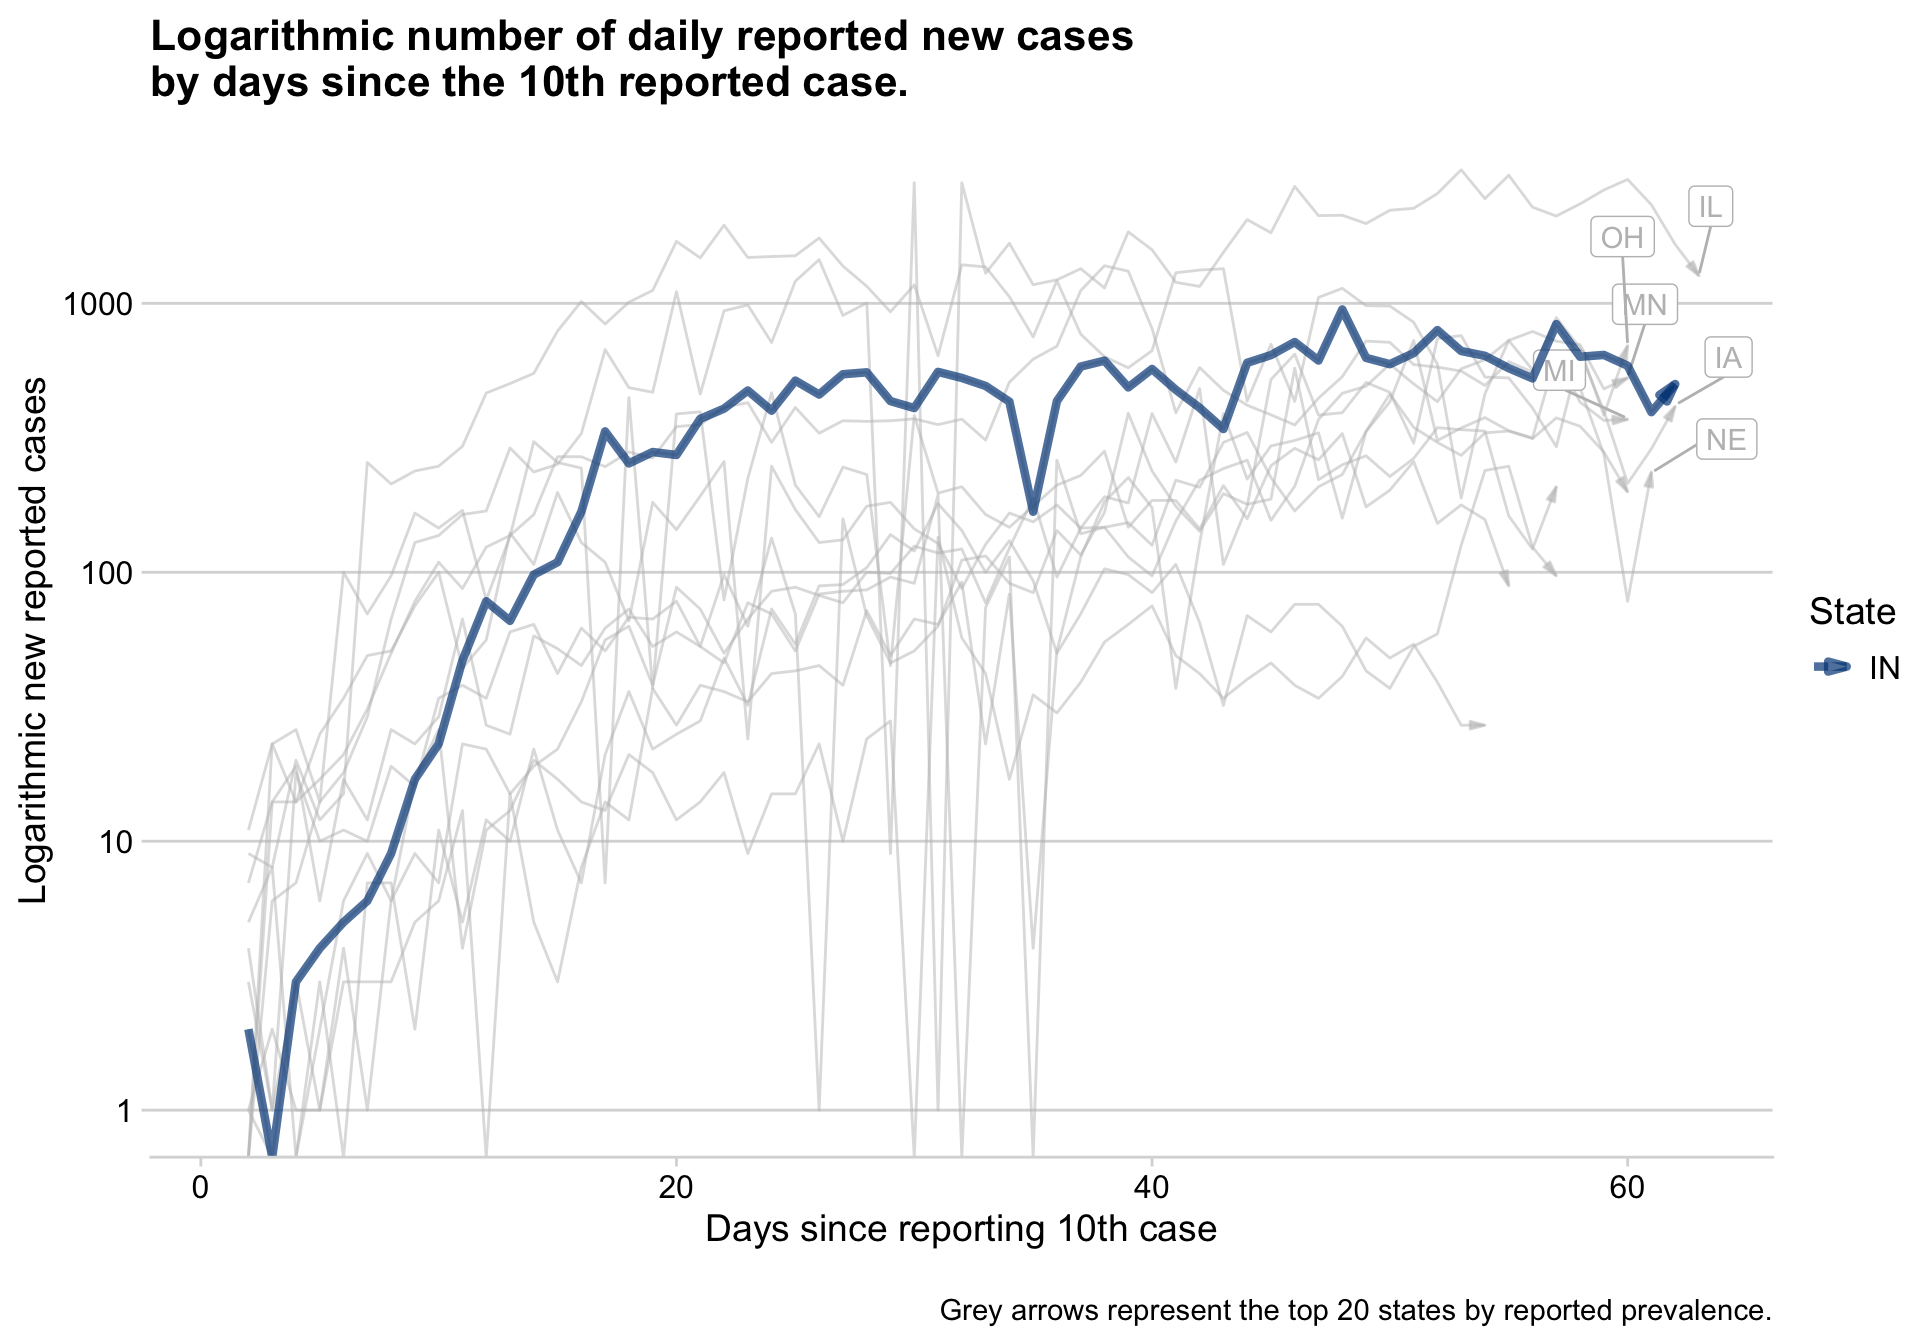 Logarithmic number of daily reported new cases
by days since the 10th reported case.
Logarithmic new reported cases
1000
100
10
1
IL
OH
MN
IA
MI
NE
State
IN
0
20
40
60
Days since reporting 10th case
Grey arrows represent the top 20 states by reported prevalence.